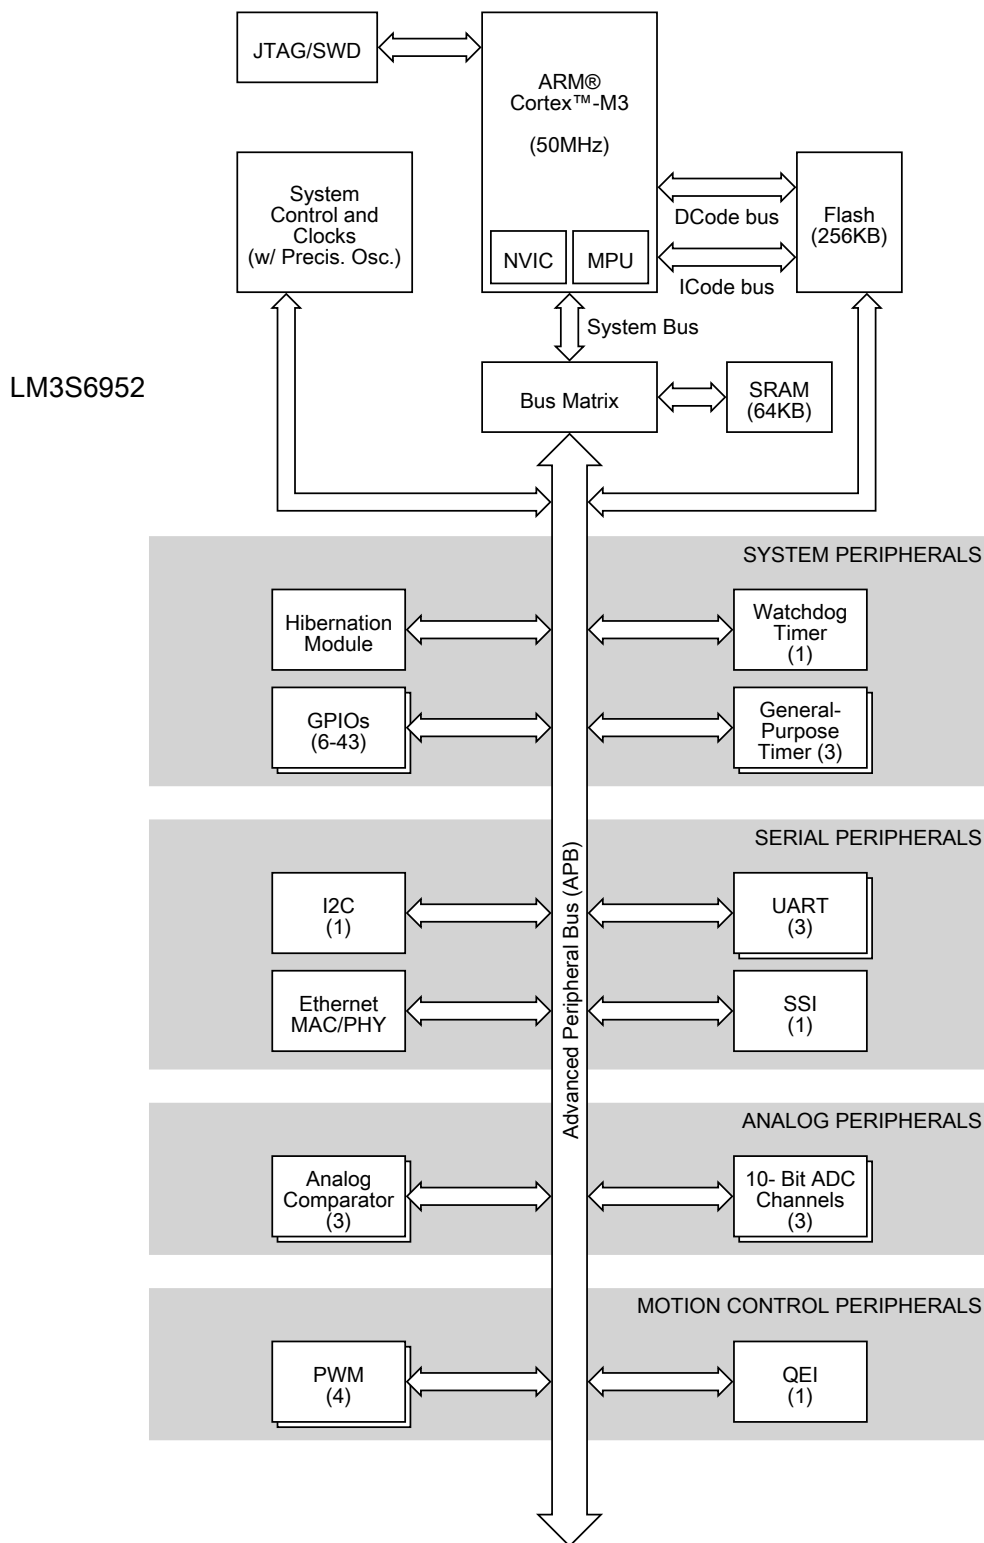 JTAG/SWD
ARM®
Cortex™-M3
(50MHz)
NVIC
MPU
System
Control and
Clocks
(w/ Precis. Osc.)
DCode bus
ICode bus
Flash
(256KB)
System Bus
LM3S6952
Bus Matrix
SRAM
(64KB)
SYSTEM PERIPHERALS
Hibernation
Module
Watchdog
Timer
(1)
GPIOs
(6-43)
General-
Purpose
Timer (3)
Advanced Peripheral Bus (APB)
SERIAL PERIPHERALS
I2C
(1)
UART
(3)
Ethernet
MAC/PHY
SSI
(1)
ANALOG PERIPHERALS
Analog
Comparator
(3)
10- Bit ADC
Channels
(3)
MOTION CONTROL PERIPHERALS
PWM
(4)
QEI
(1)